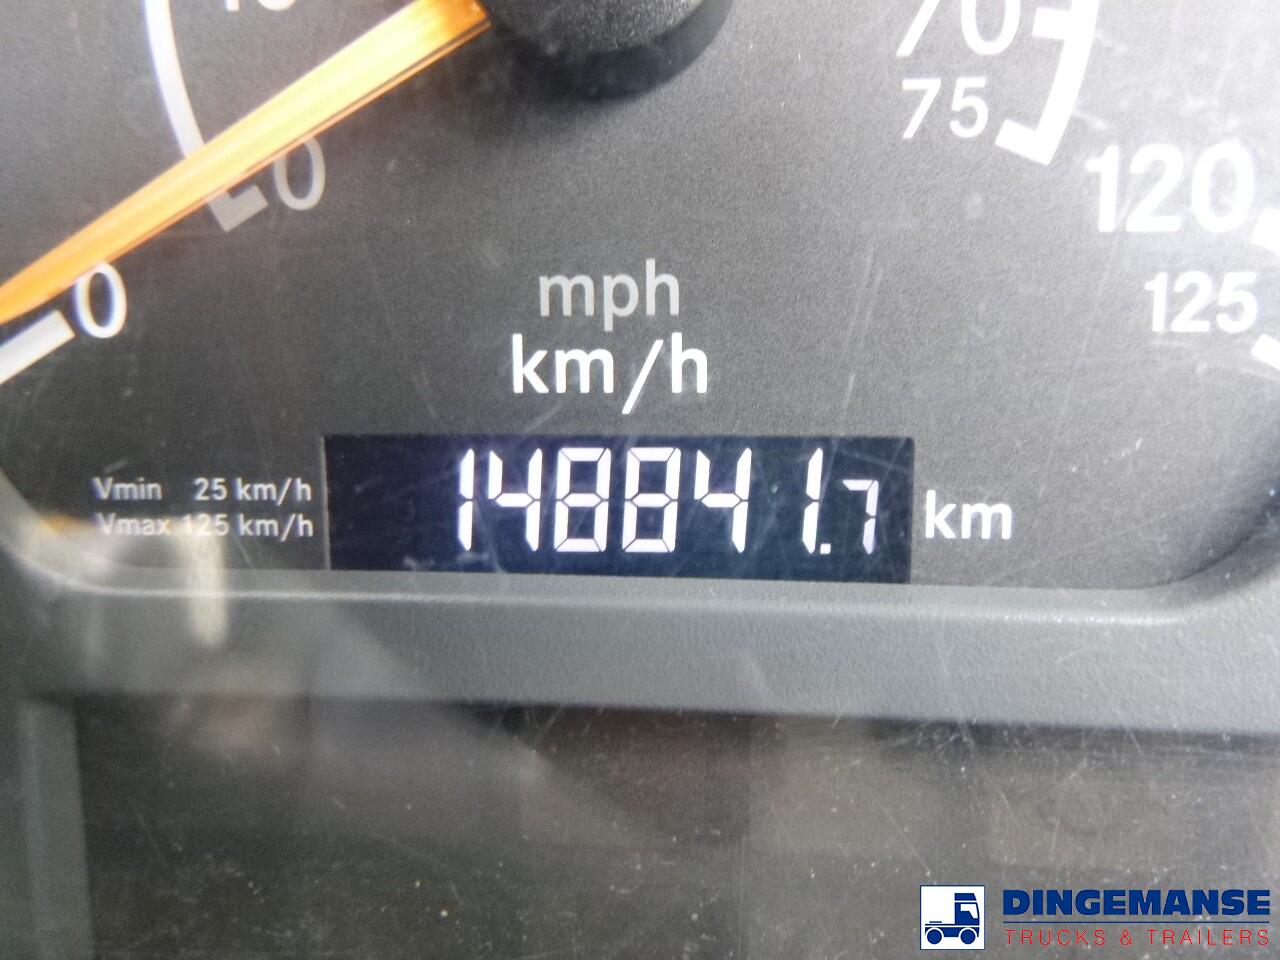 70
75
0
120
0
125
mph
km/h
Vmin 25 km/h
Vmax 125 km/h
148841.7 km
DINGEMANSE
TRUCKS & TRAILERS